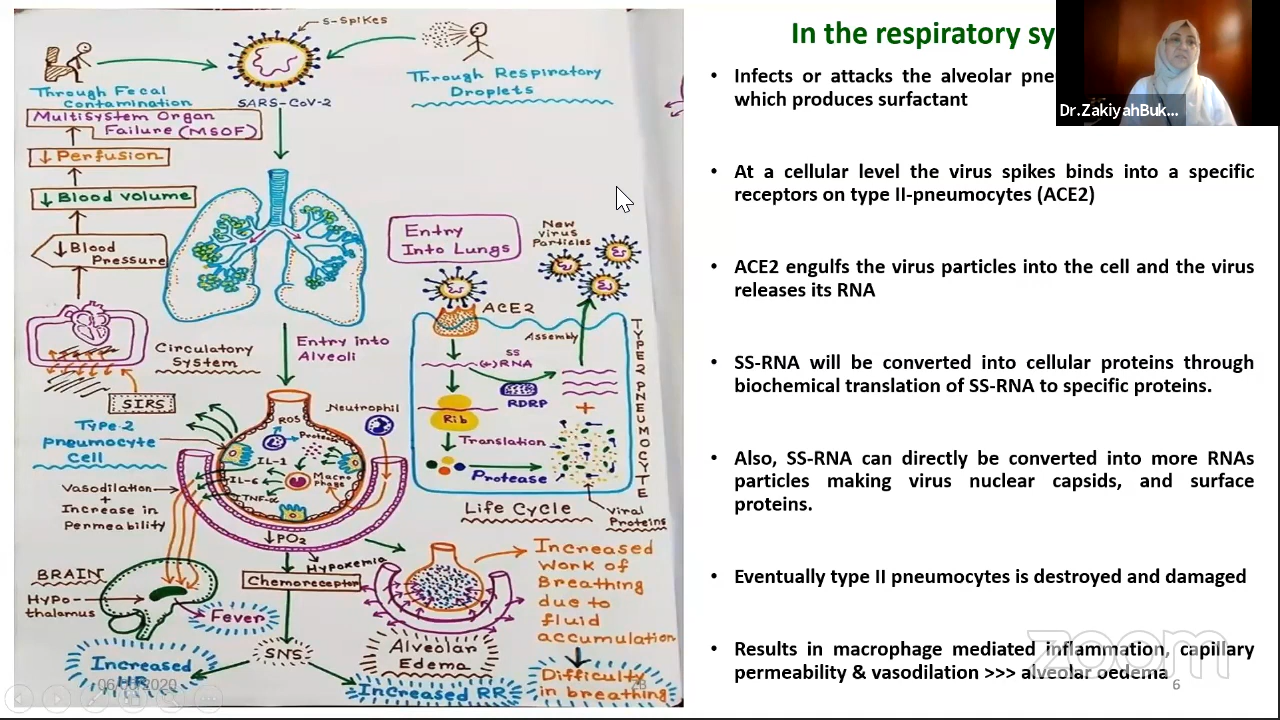 S-Spikes
Through Fecal
Contamination
SARS-CoV-2
Through Respiratory
Droplets
Multisystem Organ
Failure (MSOF)
↓ Perfusion
↓ Blood volume
↓ Blood
Pressure
Circulatory
System
SIRS
Entry into
Alveoli
Entry
Into Lungs
New
Virus
Particles
ACE2
Assembly
SS
(+) RNA
RDRP
Rib
Translation
Protease
Viral
Proteins
Life Cycle
TYPE 2 PNEUMOCYTE
Type-2
pneumocyte
Cell
Neutrophil
ROS
Protease
IL-1
IL-6
TNF-α
Macro
phage
Vasodilation
+
Increase in
Permeability
↓PO2
Hypoxemia
Chemoreceptor
BRAIN
Hypo-
thalamus
Fever
SNS
Increased
HR
Increased RR
Alveolar
Edema
Increased
work of
Breathing
due to
fluid
accumulation
Difficulty
in breathing
In the respiratory sy
• Infects or attacks the alveolar pne
which produces surfactant
Dr.ZakiyahBuk...
• At a cellular level the virus spikes binds into a specific
receptors on type II-pneumocytes (ACE2)
• ACE2 engulfs the virus particles into the cell and the virus
releases its RNA
• SS-RNA will be converted into cellular proteins through
biochemical translation of SS-RNA to specific proteins.
• Also, SS-RNA can directly be converted into more RNAs
particles making virus nuclear capsids, and surface
proteins.
• Eventually type II pneumocytes is destroyed and damaged
• Results in macrophage mediated inflammation, capillary
permeability & vasodilation >>> alveolar oedema
zoom
6